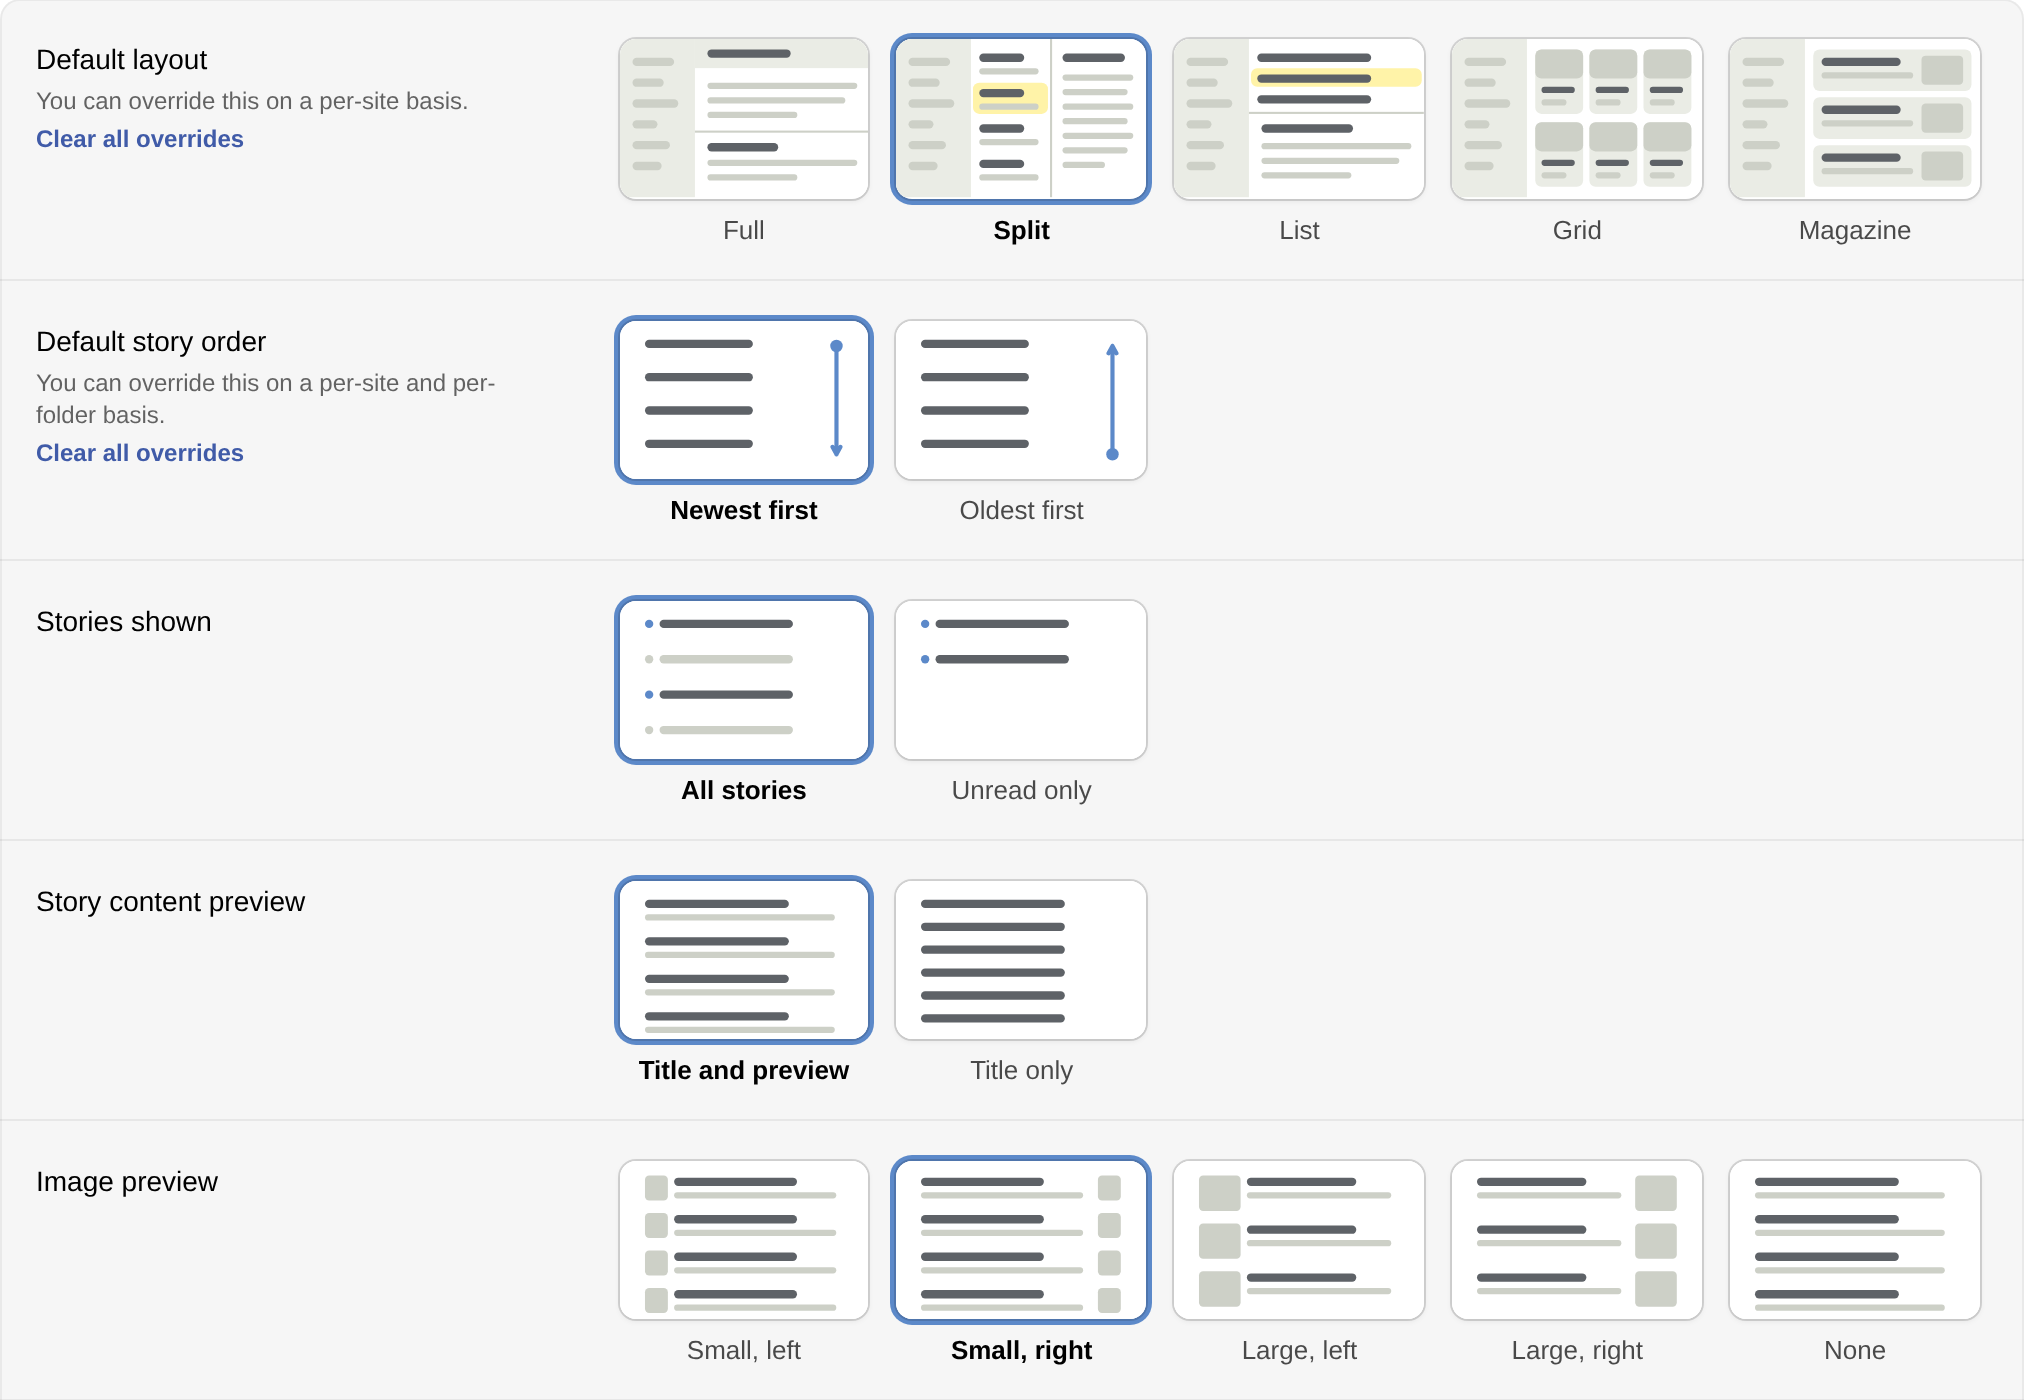 Default layout
You can override this on a per-site basis.
Clear all overrides
Full
Split
List
Grid
Magazine
Default story order
You can override this on a per-site and per-
folder basis.
Clear all overrides
Newest first
Oldest first
Stories shown
All stories
Unread only
Story content preview
Title and preview
Title only
Image preview
Small, left
Small, right
Large, left
Large, right
None